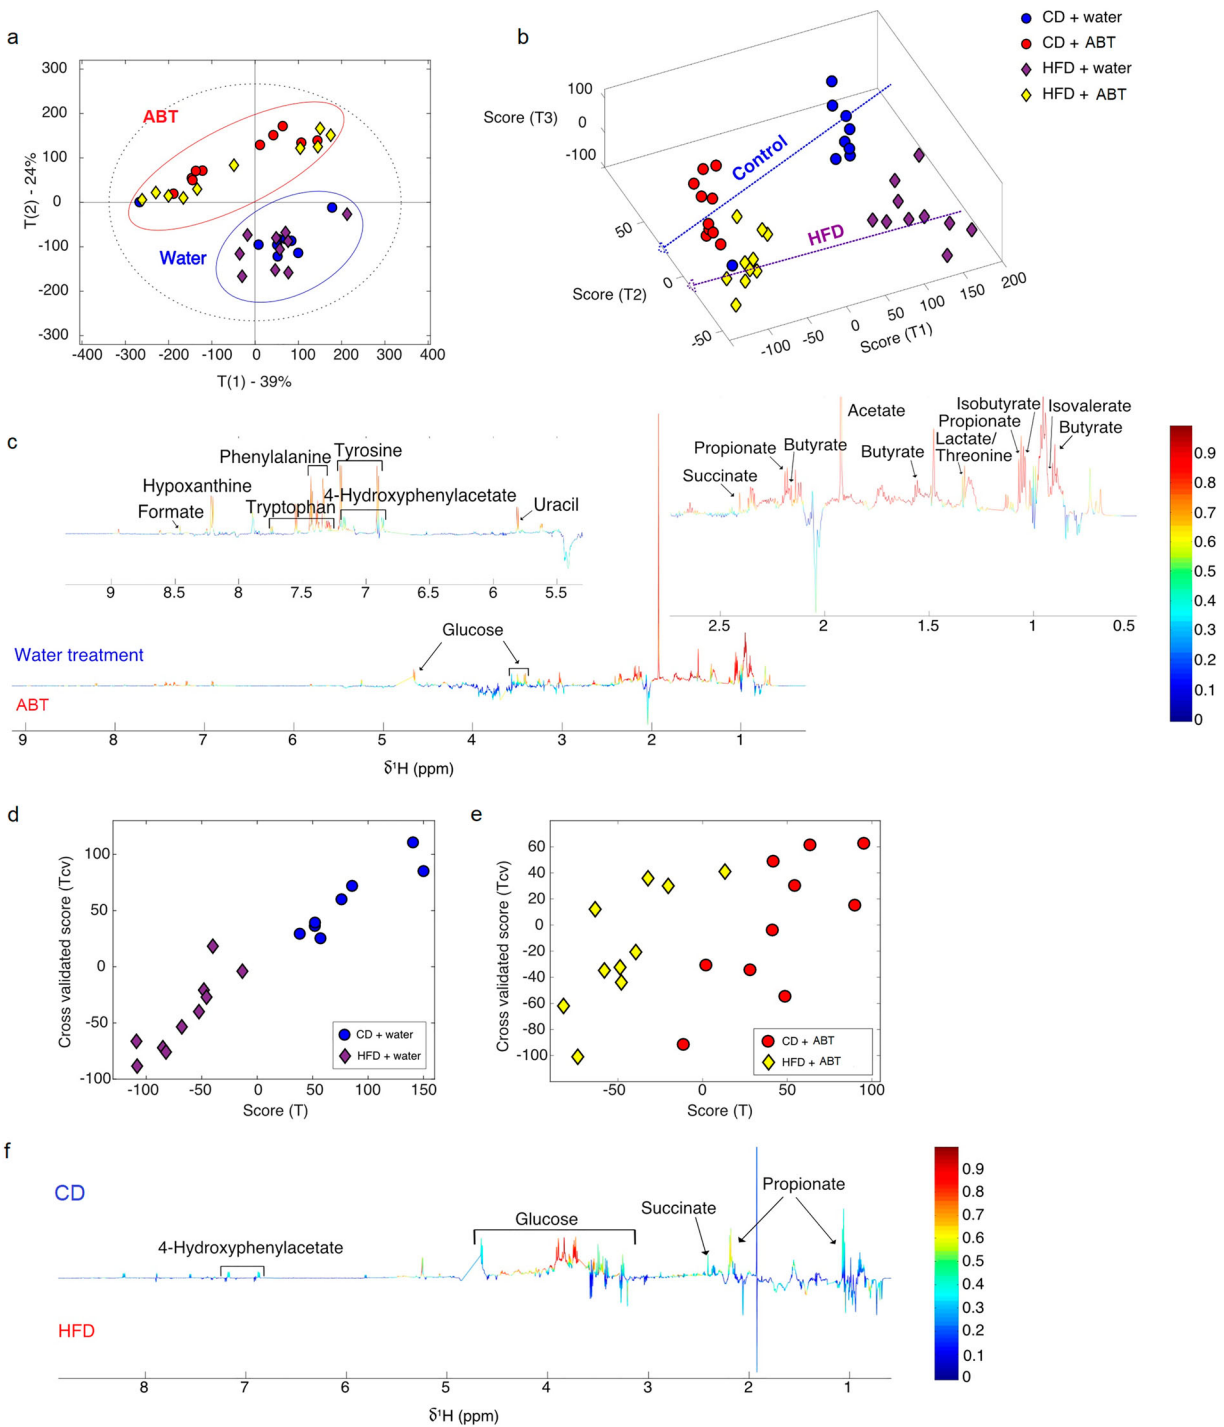 a
300
200
100
0
-100
-200
-300
T(2) - 24%
ABT
Water
-400 -300 -200 -100 0 100 200 300 400
T(1) - 39%
b
Score (T3)
100
0
-100
Control
HFD
50
0
-50
Score (T2)
-100 -50 0 50 100 150 200
Score (T1)
CD + water
CD + ABT
HFD + water
HFD + ABT
c
Phenylalanine
Tyrosine
Hypoxanthine
Formate
Tryptophan
4-Hydroxyphenylacetate
Uracil
9 8.5 8 7.5 7 6.5 6 5.5
Acetate
Isobutyrate
Propionate
Isovalerate
Butyrate
Propionate
Butyrate
Butyrate
Lactate/
Threonine
Succinate
2.5 2 1.5 1 0.5
0.9
0.8
0.7
0.6
0.5
0.4
0.3
0.2
0.1
0
Glucose
Water treatment
ABT
9 8 7 6 5 4 3 2 1
δ¹H (ppm)
d
Cross validated score (Tcv)
100
50
0
-50
-100
CD + water
HFD + water
-100 -50 0 50 100 150
Score (T)
e
Cross validated score (Tcv)
60
40
20
0
-20
-40
-60
-80
-100
CD + ABT
HFD + ABT
-50 0 50 100
Score (T)
f
CD
HFD
4-Hydroxyphenylacetate
Glucose
Succinate
Propionate
8 7 6 5 4 3 2 1
δ¹H (ppm)
0.9
0.8
0.7
0.6
0.5
0.4
0.3
0.2
0.1
0